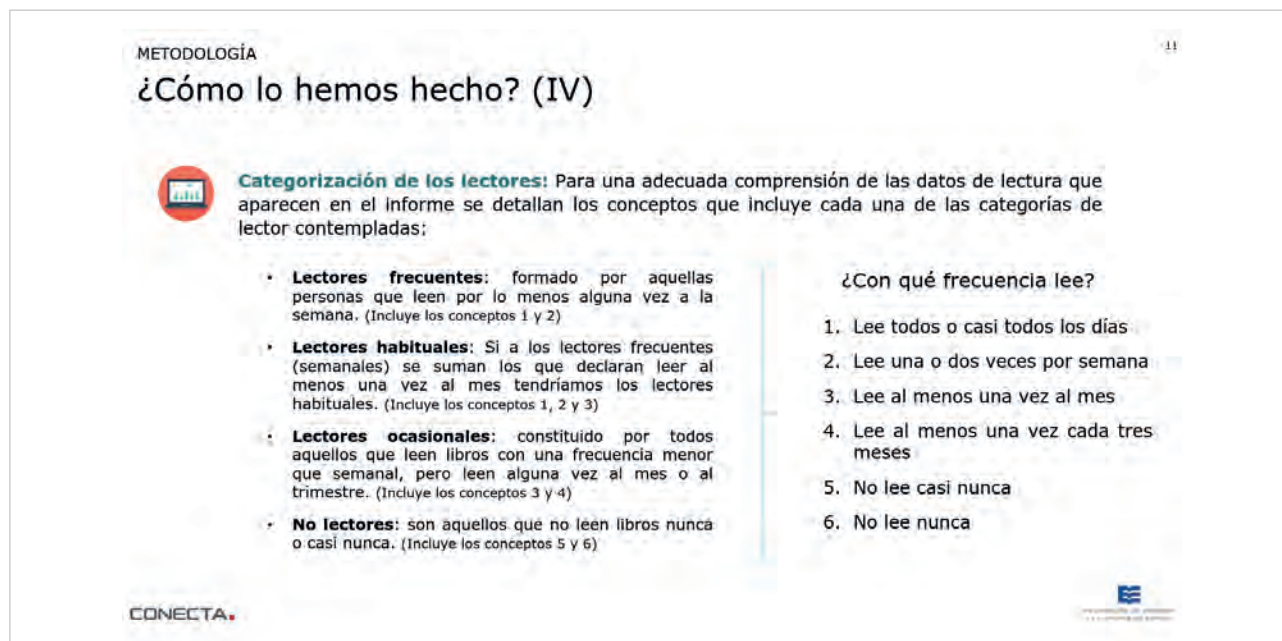 METODOLOGÍA
11
¿Cómo lo hemos hecho? (IV)
Categorización de los lectores: Para una adecuada comprensión de las datos de lectura que
aparecen en el informe se detallan los conceptos que incluye cada una de las categorías de
lector contempladas:
· Lectores frecuentes: formado por aquellas
personas que leen por lo menos alguna vez a la
semana. (Incluye los conceptos 1 y 2)
· Lectores habituales: Si a los lectores frecuentes
(semanales) se suman los que declaran leer al
menos una vez al mes tendríamos los lectores
habituales. (Incluye los conceptos 1, 2 y 3)
· Lectores ocasionales: constituido por todos
aquellos que leen libros con una frecuencia menor
que semanal, pero leen alguna vez al mes o al
trimestre. (Incluye los conceptos 3 y 4)
· No lectores: son aquellos que no leen libros nunca
o casi nunca. (Incluye los conceptos 5 y 6)
¿Con qué frecuencia lee?
1. Lee todos o casi todos los días
2. Lee una o dos veces por semana
3. Lee al menos una vez al mes
4. Lee al menos una vez cada tres
meses
5. No lee casi nunca
6. No lee nunca
CONECTA.